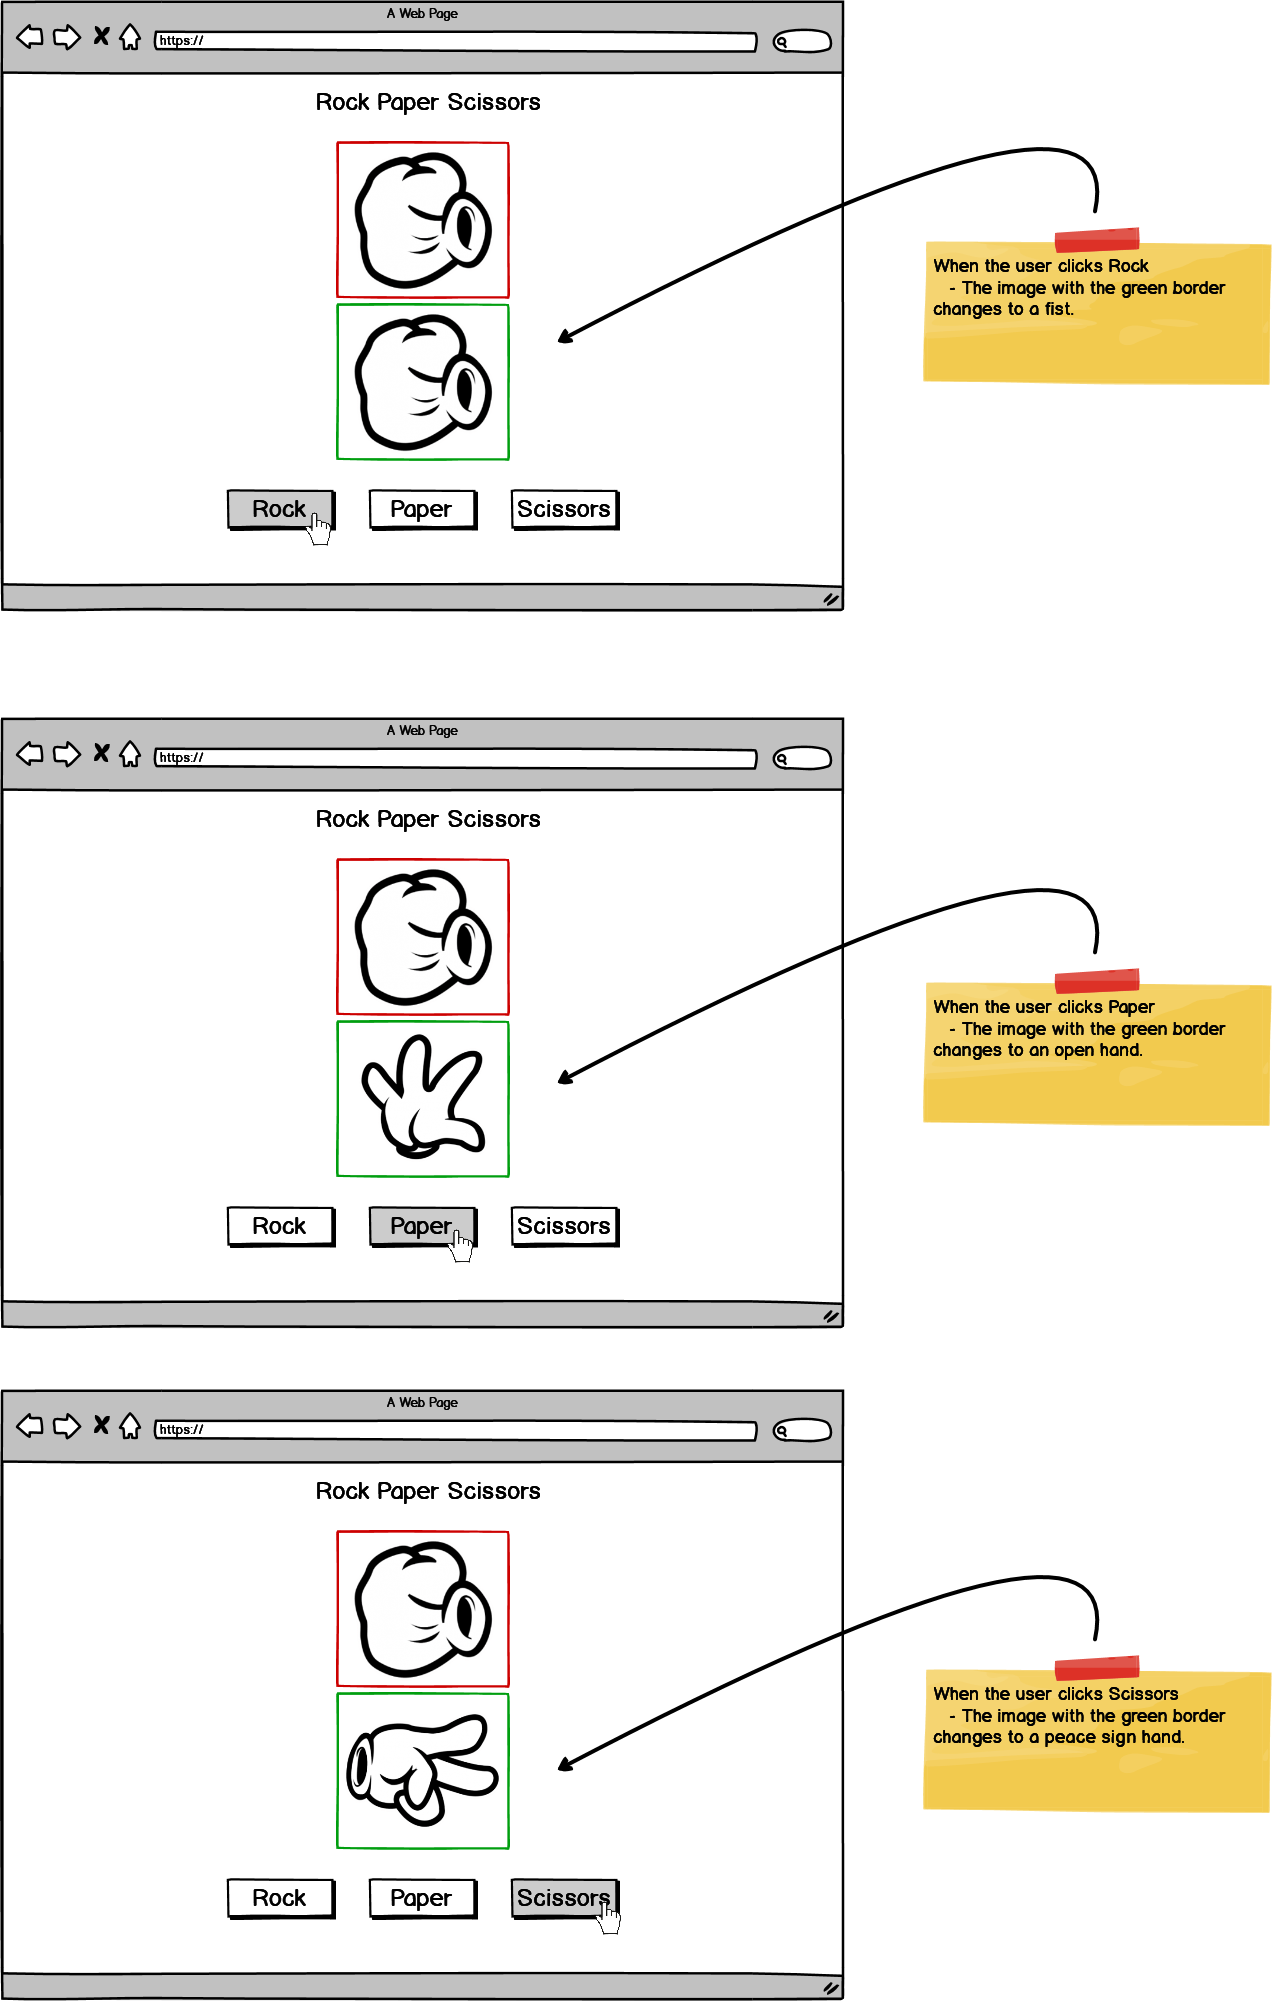 A Web Page
https://
Rock Paper Scissors
Rock Paper Scissors
When the user clicks Rock
- The image with the green border
changes to a fist.
A Web Page
https://
Rock Paper Scissors
Rock Paper Scissors
When the user clicks Paper
- The image with the green border
changes to an open hand.
A Web Page
https://
Rock Paper Scissors
Rock Paper Scissors
When the user clicks Scissors
- The image with the green border
changes to a peace sign hand.